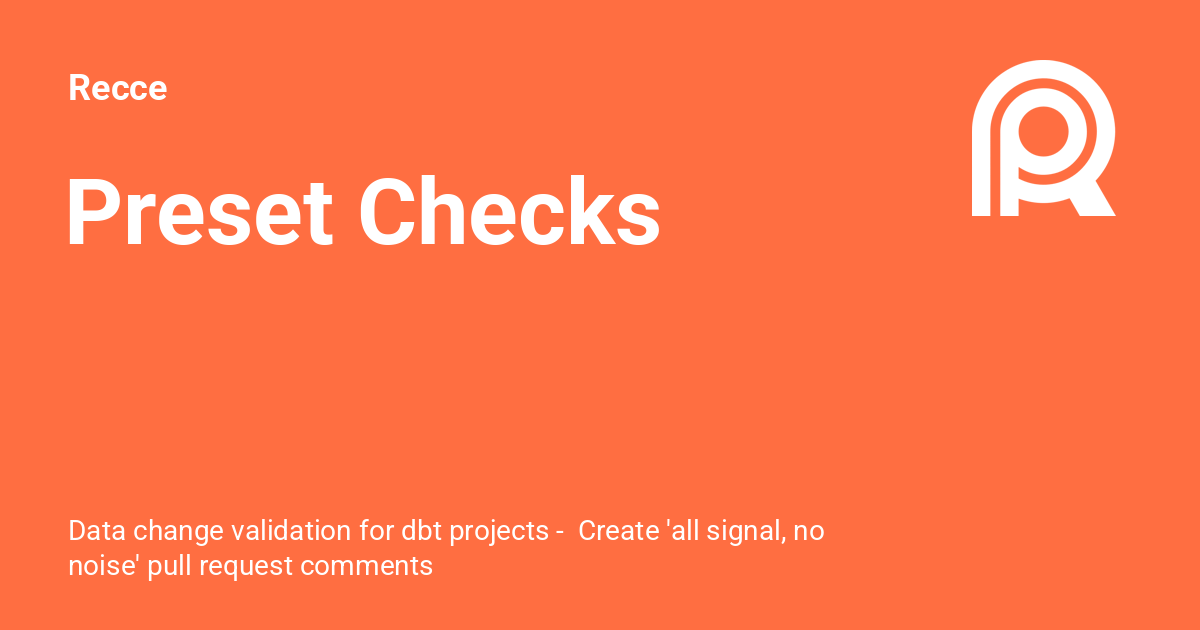 Recce
Preset Checks
Data change validation for dbt projects -  Create 'all signal, no
noise' pull request comments